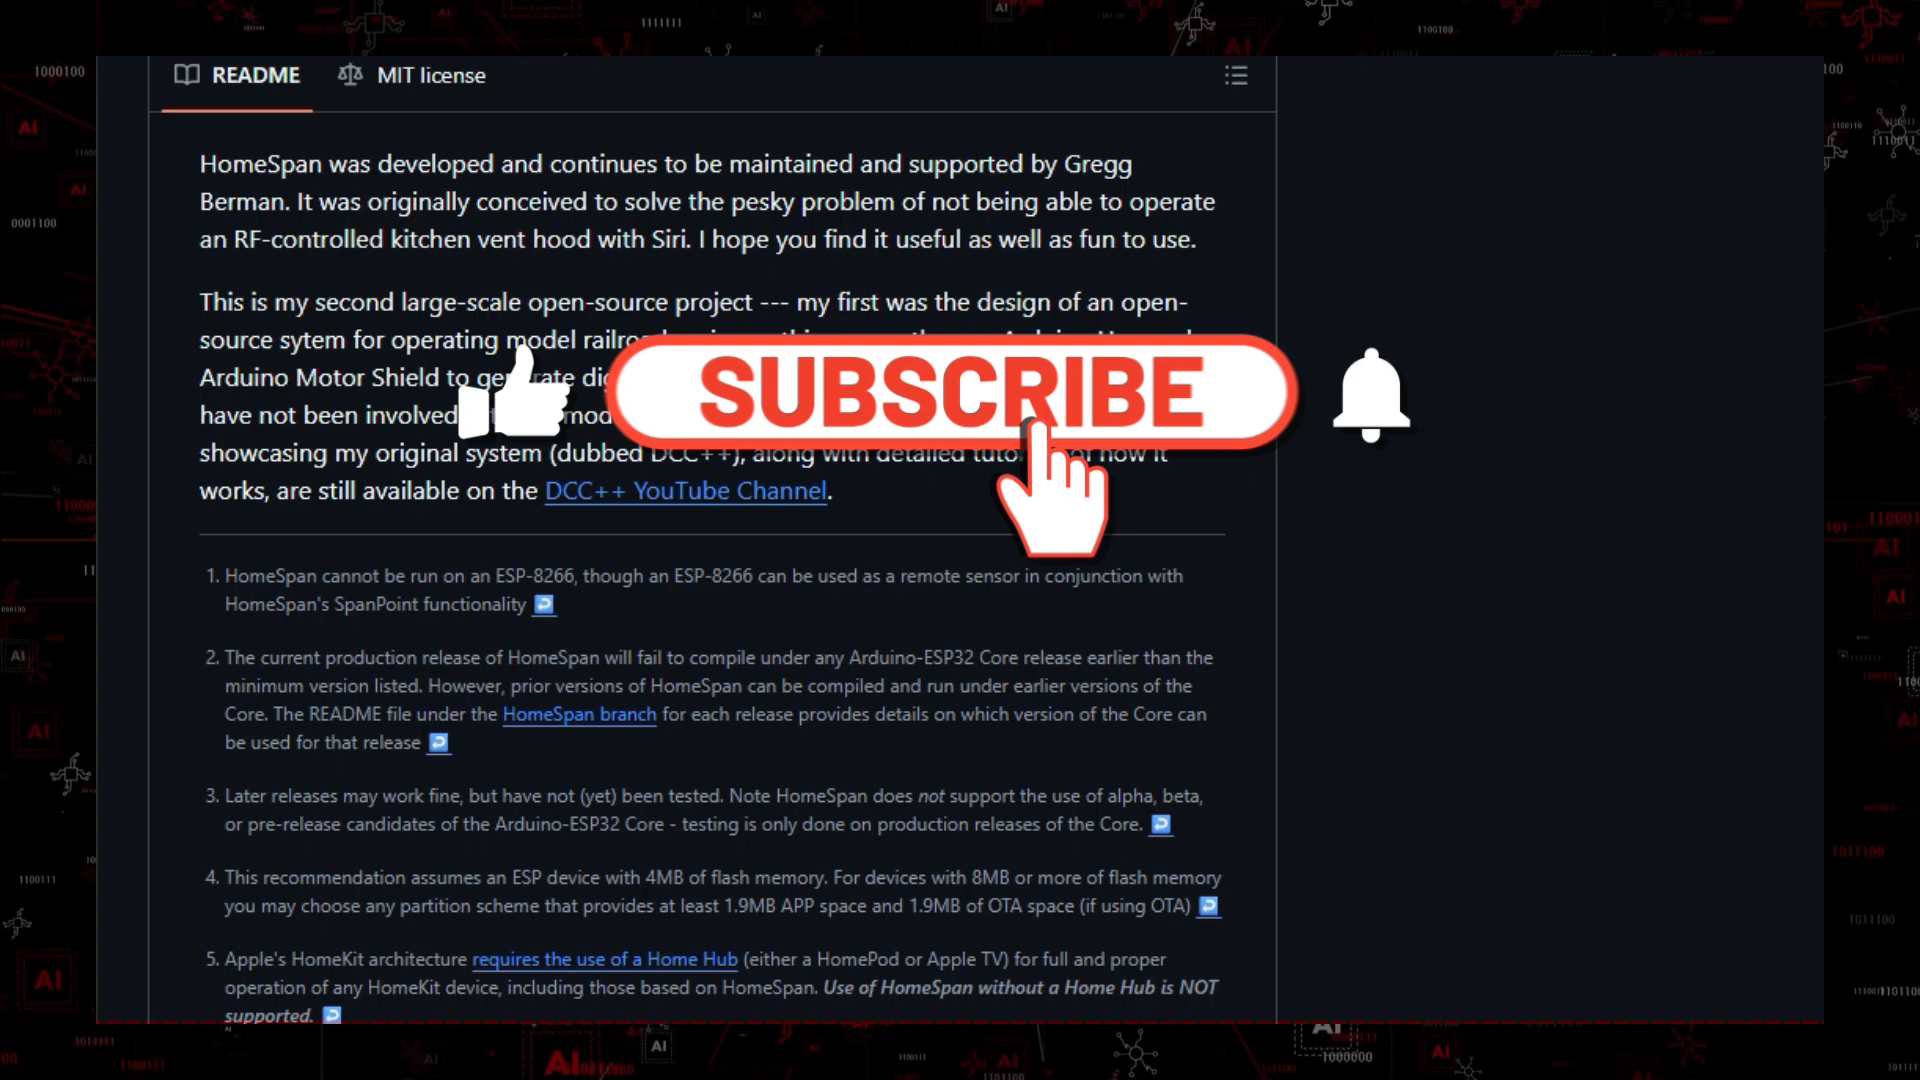 README MIT license
HomeSpan was developed and continues to be maintained and supported by Gregg
Berman. It was originally conceived to solve the pesky problem of not being able to operate
an RF-controlled kitchen vent hood with Siri. I hope you find it useful as well as fun to use.
This is my second large-scale open-source project --- my first was the design of an open-
source sytem for operating model
Arduino Motor Shield to
have not been involved
SUBSCRIBE
showcasing my original system (dubbed DCC++), along with detailed how it
works, are still available on the DCC++ YouTube Channel.
1. HomeSpan cannot be run on an ESP-8266, though an ESP-8266 can be used as a remote sensor in conjunction with
HomeSpan's SpanPoint functionality
2. The current production release of HomeSpan will fail to compile under any Arduino-ESP32 Core release earlier than the
minimum version listed. However, prior versions of HomeSpan can be compiled and run under earlier versions of the
Core. The README file under the HomeSpan branch for each release provides details on which version of the Core can
be used for that release
3. Later releases may work fine, but have not (yet) been tested. Note HomeSpan does not support the use of alpha, beta,
or pre-release candidates of the Arduino-ESP32 Core - testing is only done on production releases of the Core.
4. This recommendation assumes an ESP device with 4MB of flash memory. For devices with 8MB or more of flash memory
you may choose any partition scheme that provides at least 1.9MB APP space and 1.9MB of OTA space (if using OTA)
5. Apple's HomeKit architecture requires the use of a Home Hub (either a HomePod or Apple TV) for full and proper
operation of any HomeKit device, including those based on HomeSpan. Use of HomeSpan without a Home Hub is NOT
supported.